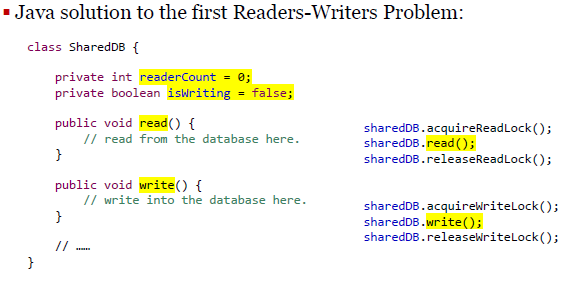 ▪ Java solution to the first Readers-Writers Problem:
class SharedDB {
private int readerCount = 0;
private boolean isWriting = false;
public void read() {
// read from the database here.
}
public void write() {
// write into the database here.
}
// ……
}
sharedDB.acquireReadLock();
sharedDB.read();
sharedDB.releaseReadLock();
sharedDB.acquireWriteLock();
sharedDB.write();
sharedDB.releaseWriteLock();